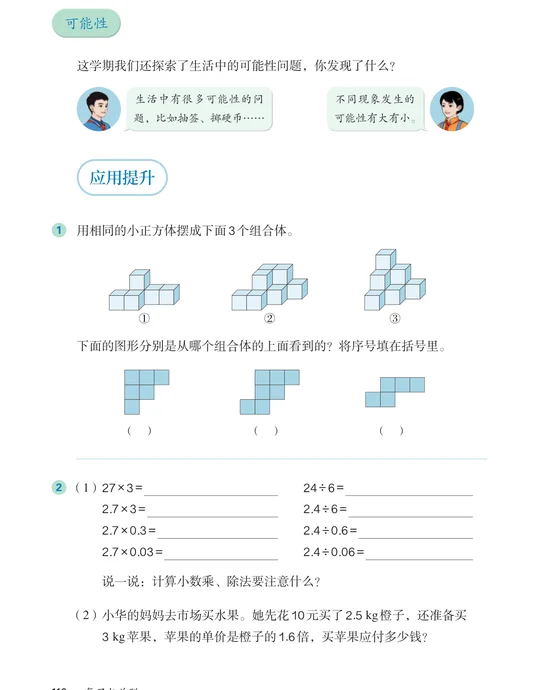 可能性
这学期我们还探索了生活中的可能性问题，你发现了什么？
生活中有很多可能性的问
题，比如抽签、掷硬币……
不同现象发生的
可能性有大有小。
应用提升
1 用相同的小正方体摆成下面3个组合体。
① ② ③
下面的图形分别是从哪个组合体的上面看到的？将序号填在括号里。
（ ） （ ） （ ）
2 （1）27×3= 24÷6=
2.7×3= 2.4÷6=
2.7×0.3= 2.4÷0.6=
2.7×0.03= 2.4÷0.06=
说一说：计算小数乘、除法要注意什么？
（2）小华的妈妈去市场买水果。她先花10元买了2.5 kg橙子，还准备买
3 kg苹果，苹果的单价是橙子的1.6倍，买苹果应付多少钱？